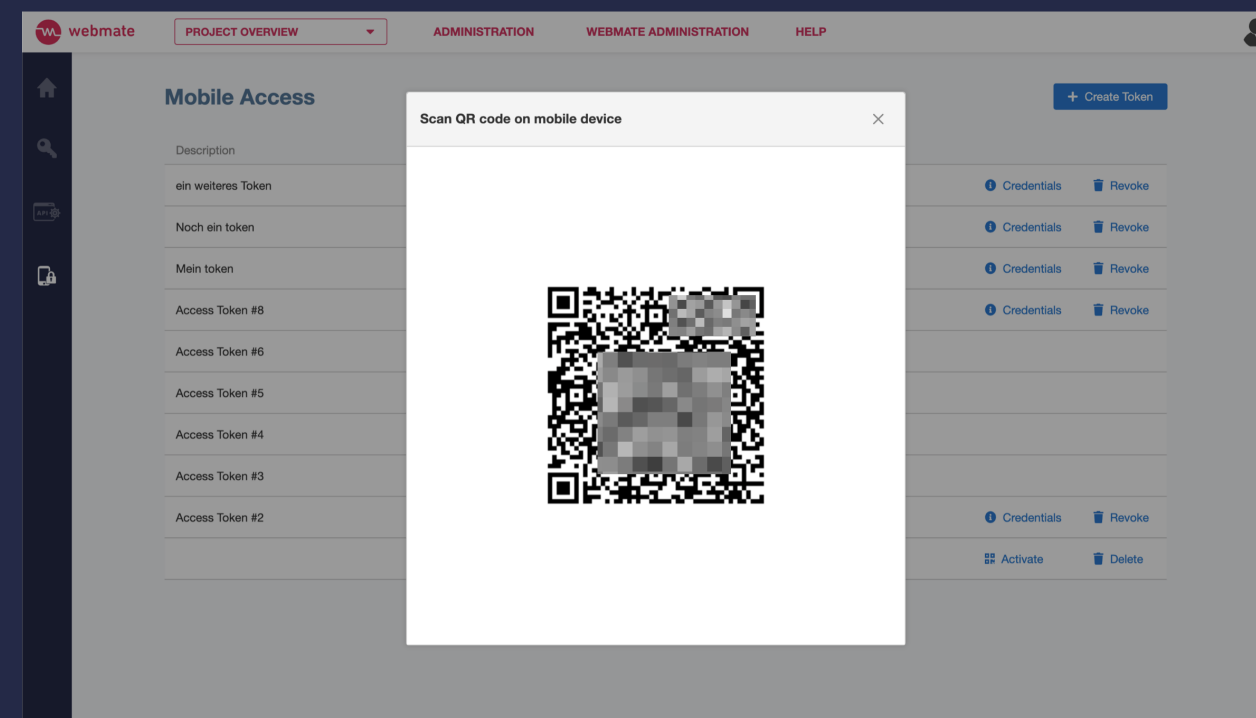 webmate PROJECT OVERVIEW ADMINISTRATION WEBMATE ADMINISTRATION HELP
Mobile Access
+ Create Token
Scan QR code on mobile device
Description
ein weiteres Token Credentials Revoke
Noch ein token Credentials Revoke
Mein token Credentials Revoke
API
Access Token #8 Credentials Revoke
Access Token #6
Access Token #5
Access Token #4
Access Token #3
Access Token #2 Credentials Revoke
Activate Delete